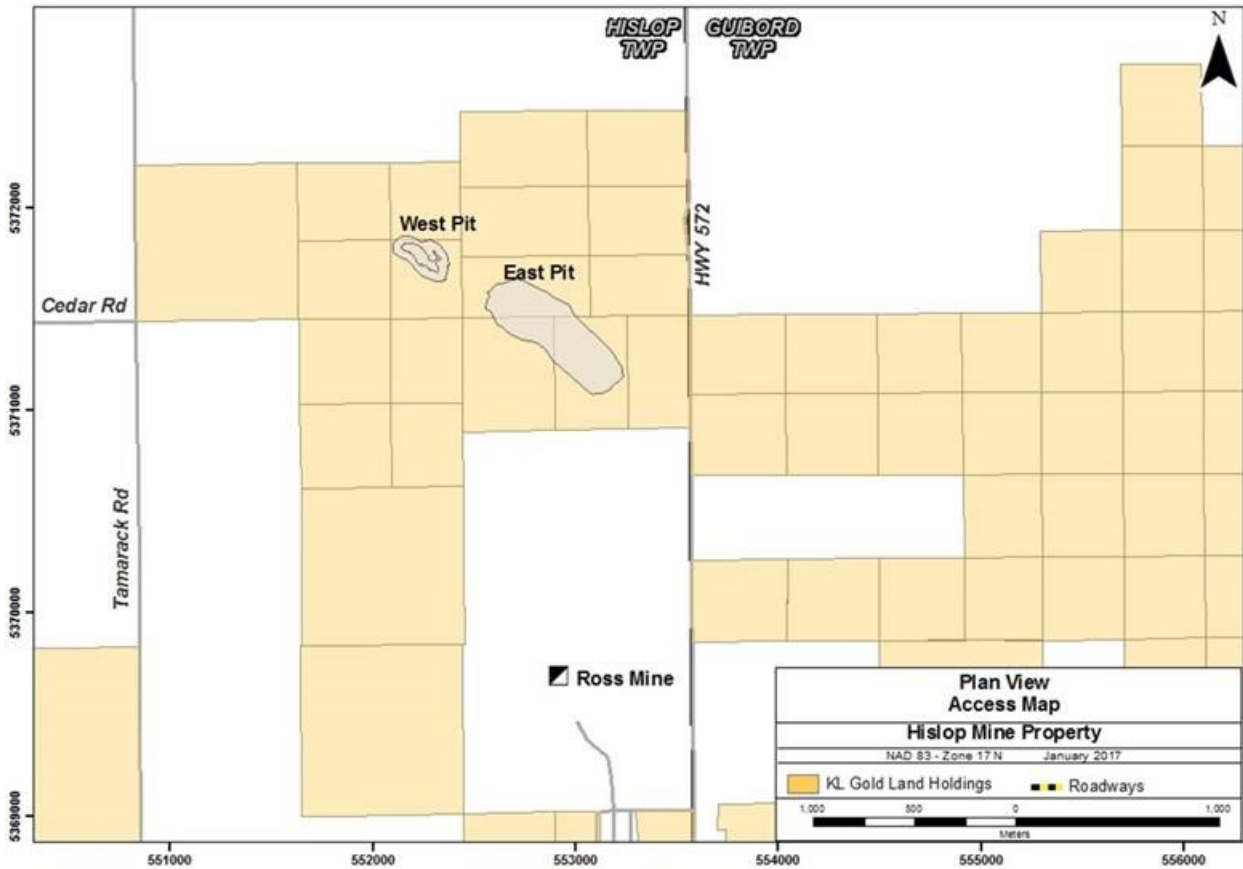 HISLOP
TWP
GUIBORD
TWP
N
West Pit
East Pit
HWY 572
Cedar Rd
Tamarack Rd
Ross Mine
5372000
5371000
5370000
5369000
551000
552000
553000
554000
555000
556000
Plan View
Access Map
Hislop Mine Property
NAD 83 - Zone 17 N January 2017
KL Gold Land Holdings Roadways
1,000 500 0 1,000
Meters